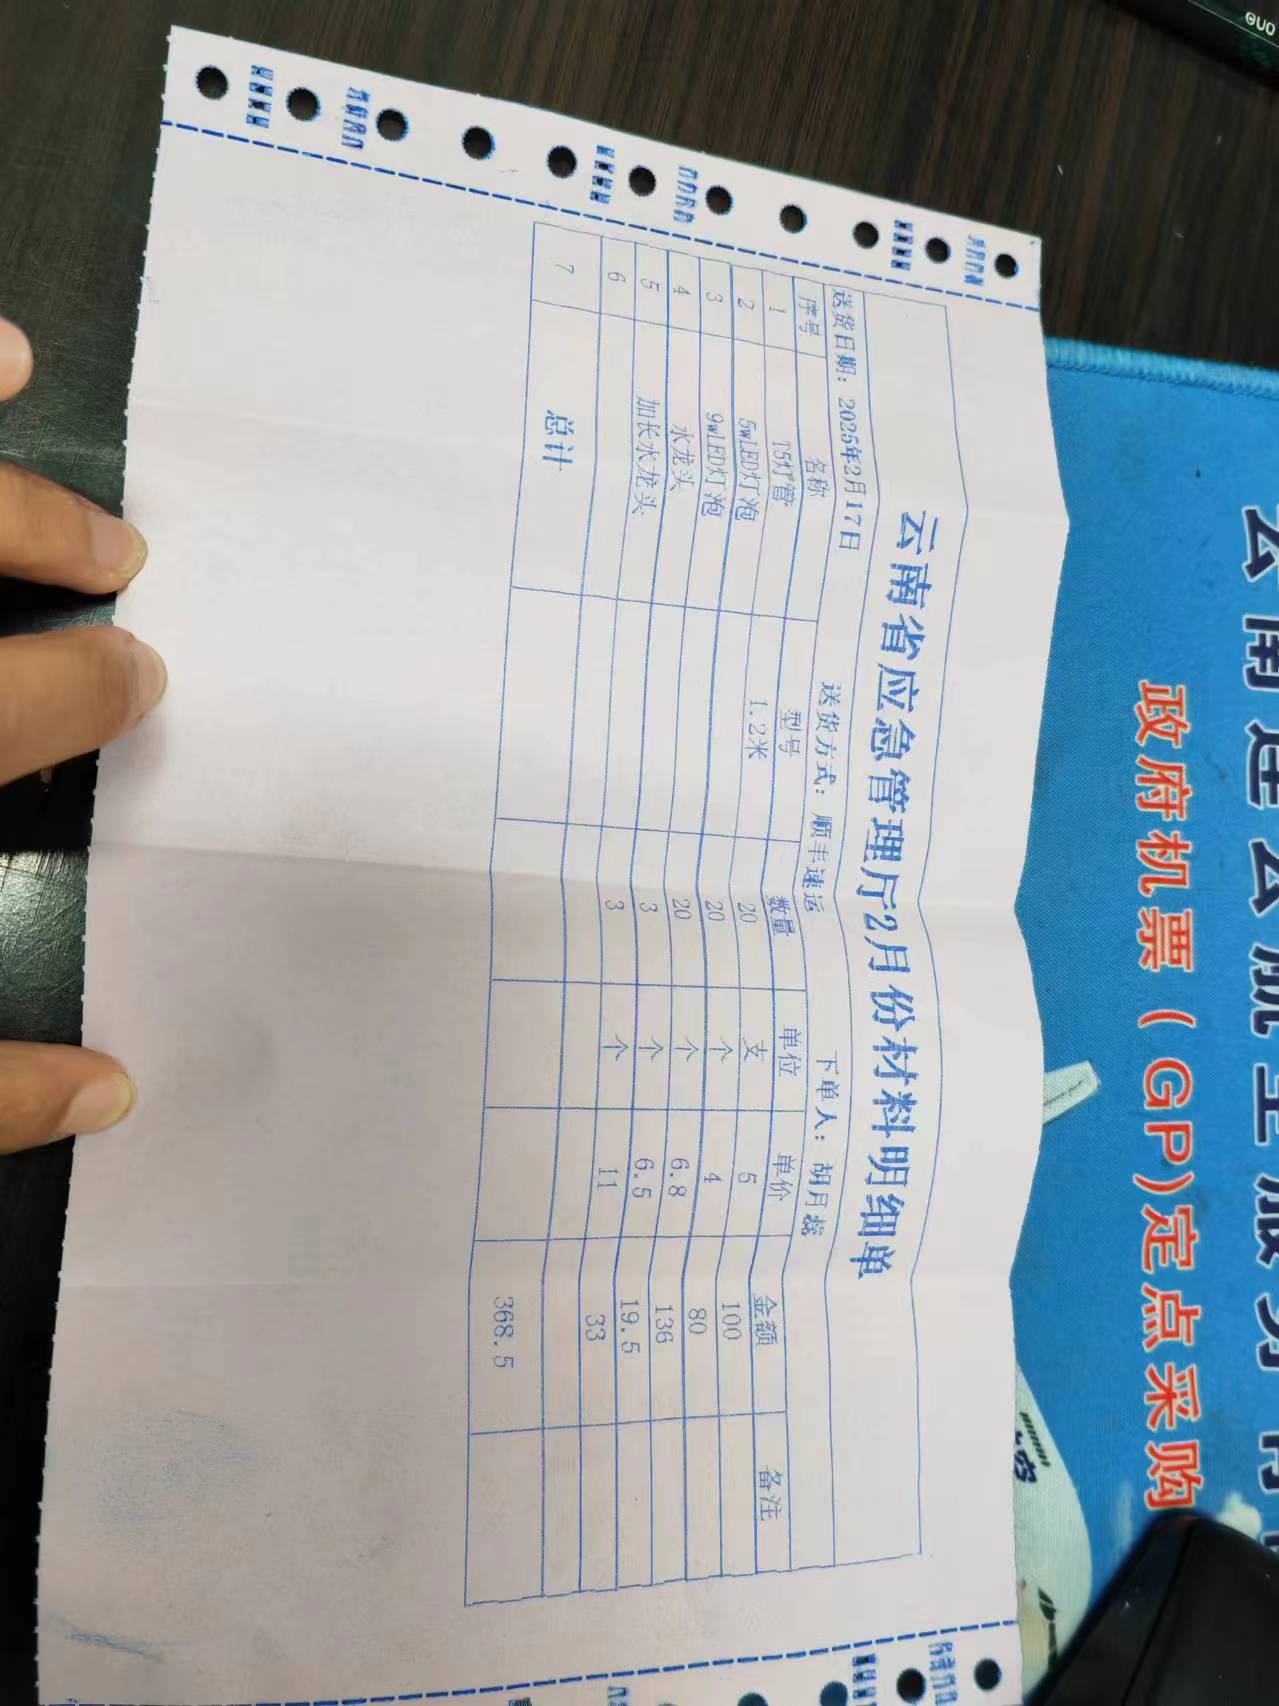 云南省应急管理厅2月份材料明细单
送货日期：2025年2月17日 送货方式：顺丰速运 下单人：胡月蕊
序号 名称 型号 数量 单位 单价 金额 备注
1 T5灯管 1.2米 20 支 5 100
2 5wLED灯泡 20 个 4 80
3 9wLED灯泡 20 个 6.8 136
4 水龙头 3 个 6.5 19.5
5 加长水龙头 3 个 11 33
6
7 总计 368.5
政府机票（GP)定点采购